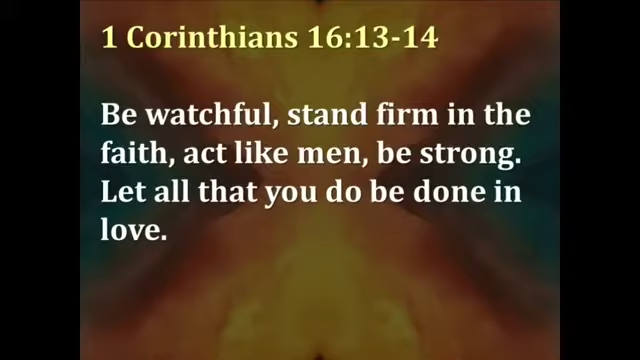 1 Corinthians 16:13-14
Be watchful, stand firm in the
faith, act like men, be strong.
Let all that you do be done in
love.